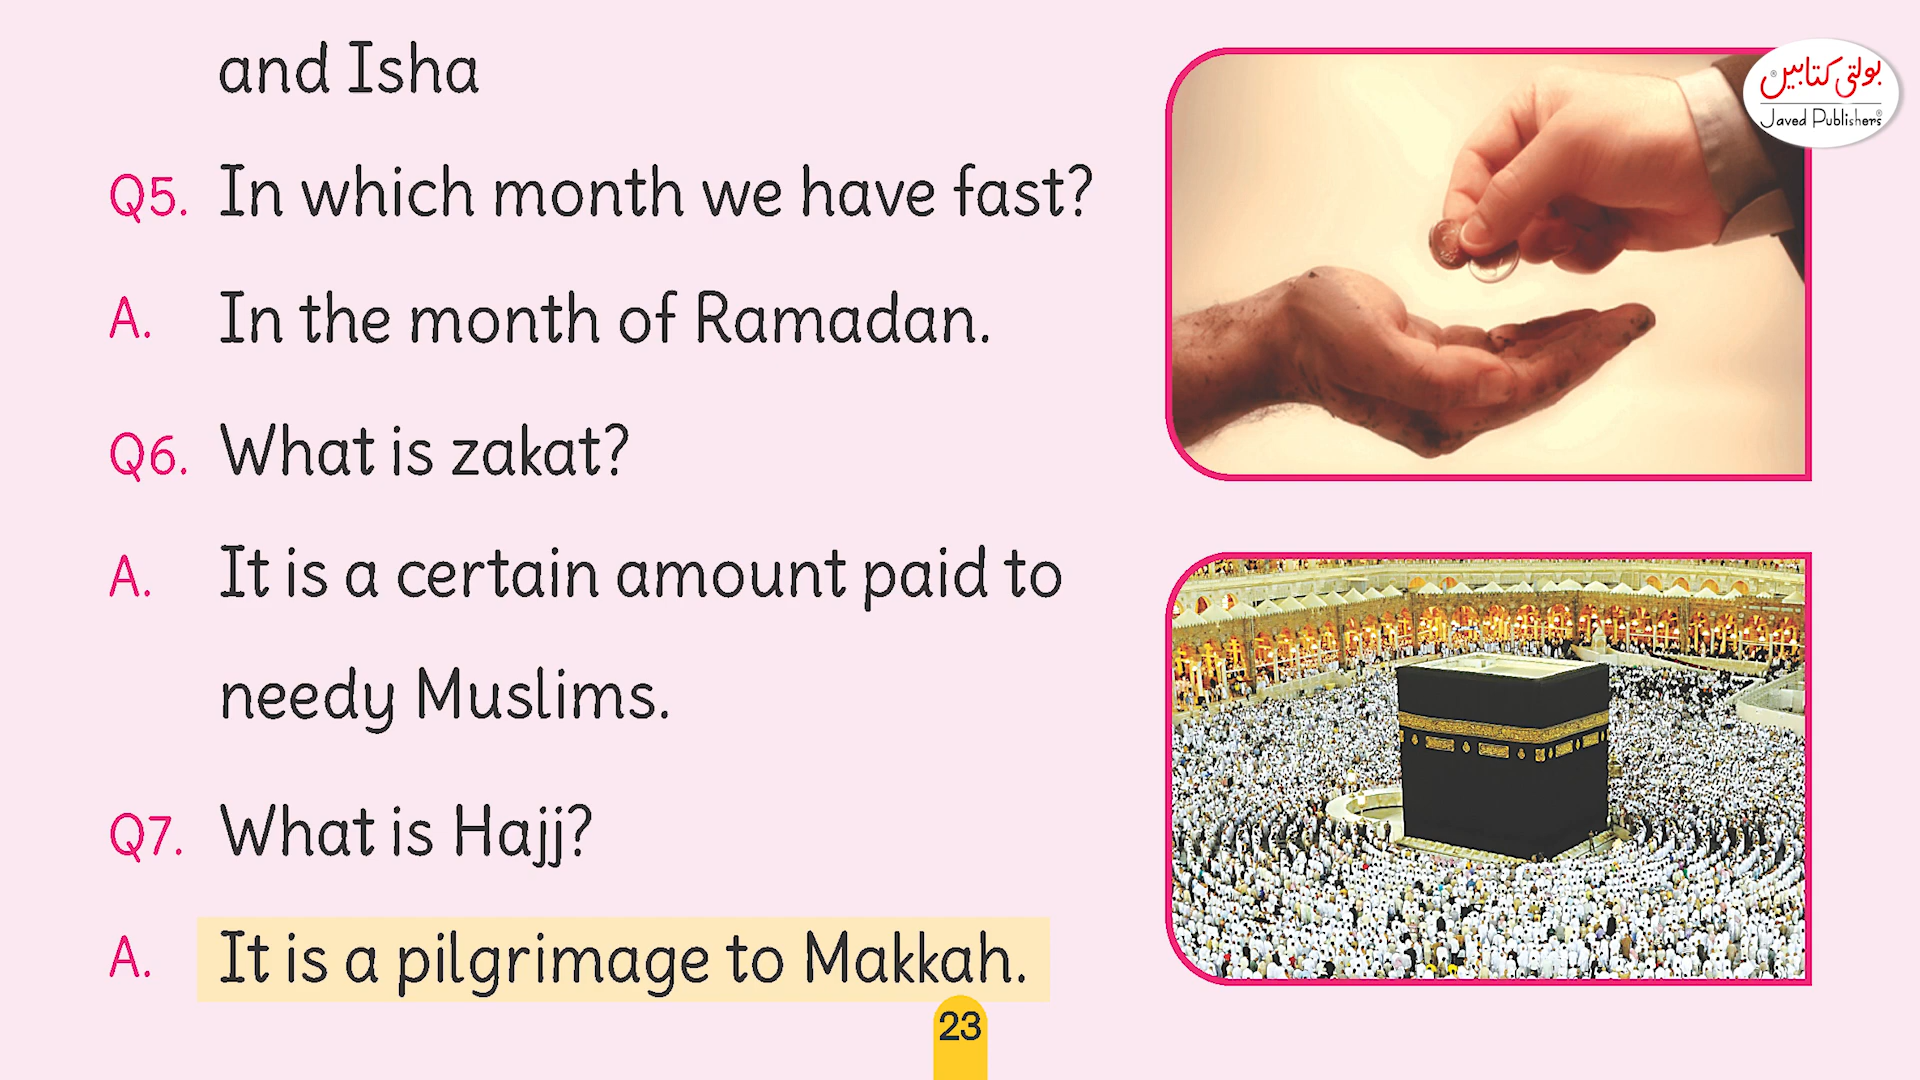 and Isha
بولتی کتابیں®
Javed Publishers®
Q5. In which month we have fast?
A. In the month of Ramadan.
Q6. What is zakat?
A. It is a certain amount paid to
needy Muslims.
Q7. What is Hajj?
A. It is a pilgrimage to Makkah.
23